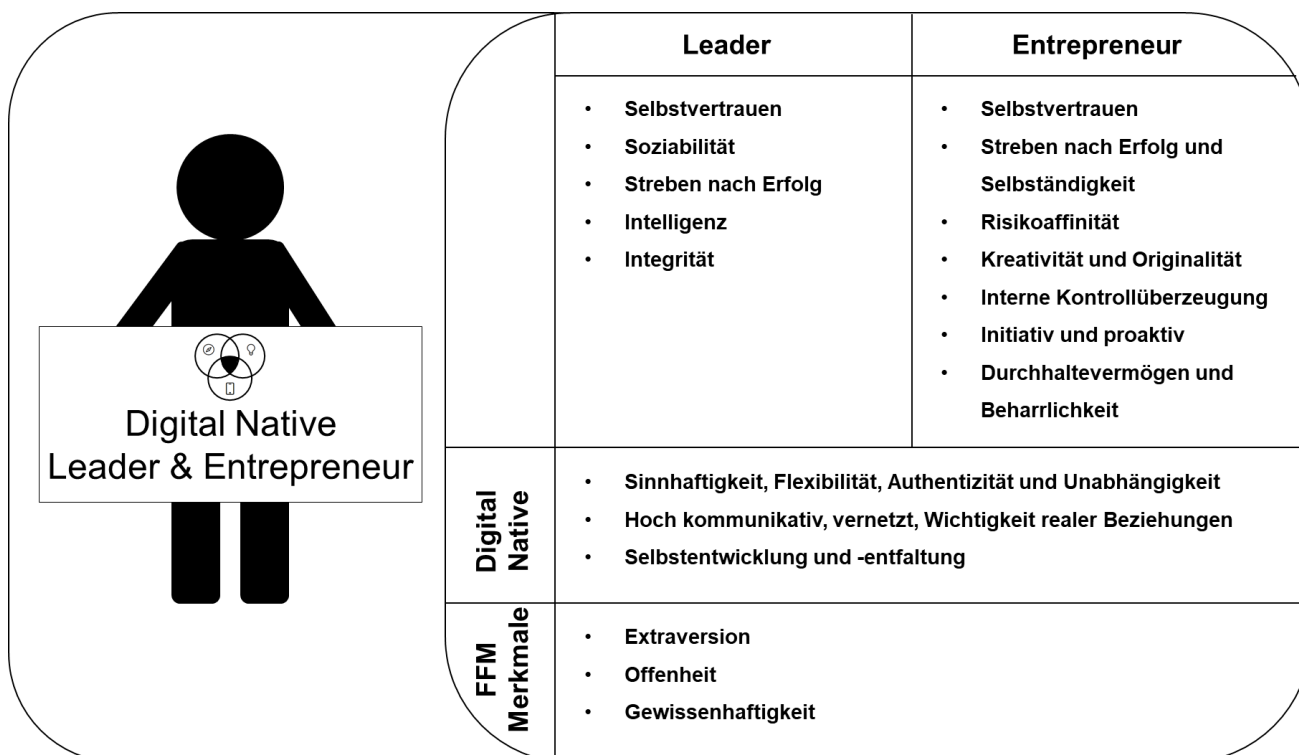 Digital Native
Leader & Entrepreneur
Leader
Entrepreneur
• Selbstvertrauen
• Soziabilität
• Streben nach Erfolg
• Intelligenz
• Integrität
• Selbstvertrauen
• Streben nach Erfolg und
Selbständigkeit
• Risikoaffinität
• Kreativität und Originalität
• Interne Kontrollüberzeugung
• Initiativ und proaktiv
• Durchhaltevermögen und
Beharrlichkeit
Digital
Native
• Sinnhaftigkeit, Flexibilität, Authentizität und Unabhängigkeit
• Hoch kommunikativ, vernetzt, Wichtigkeit realer Beziehungen
• Selbstentwicklung und -entfaltung
FFM
Merkmale
• Extraversion
• Offenheit
• Gewissenhaftigkeit